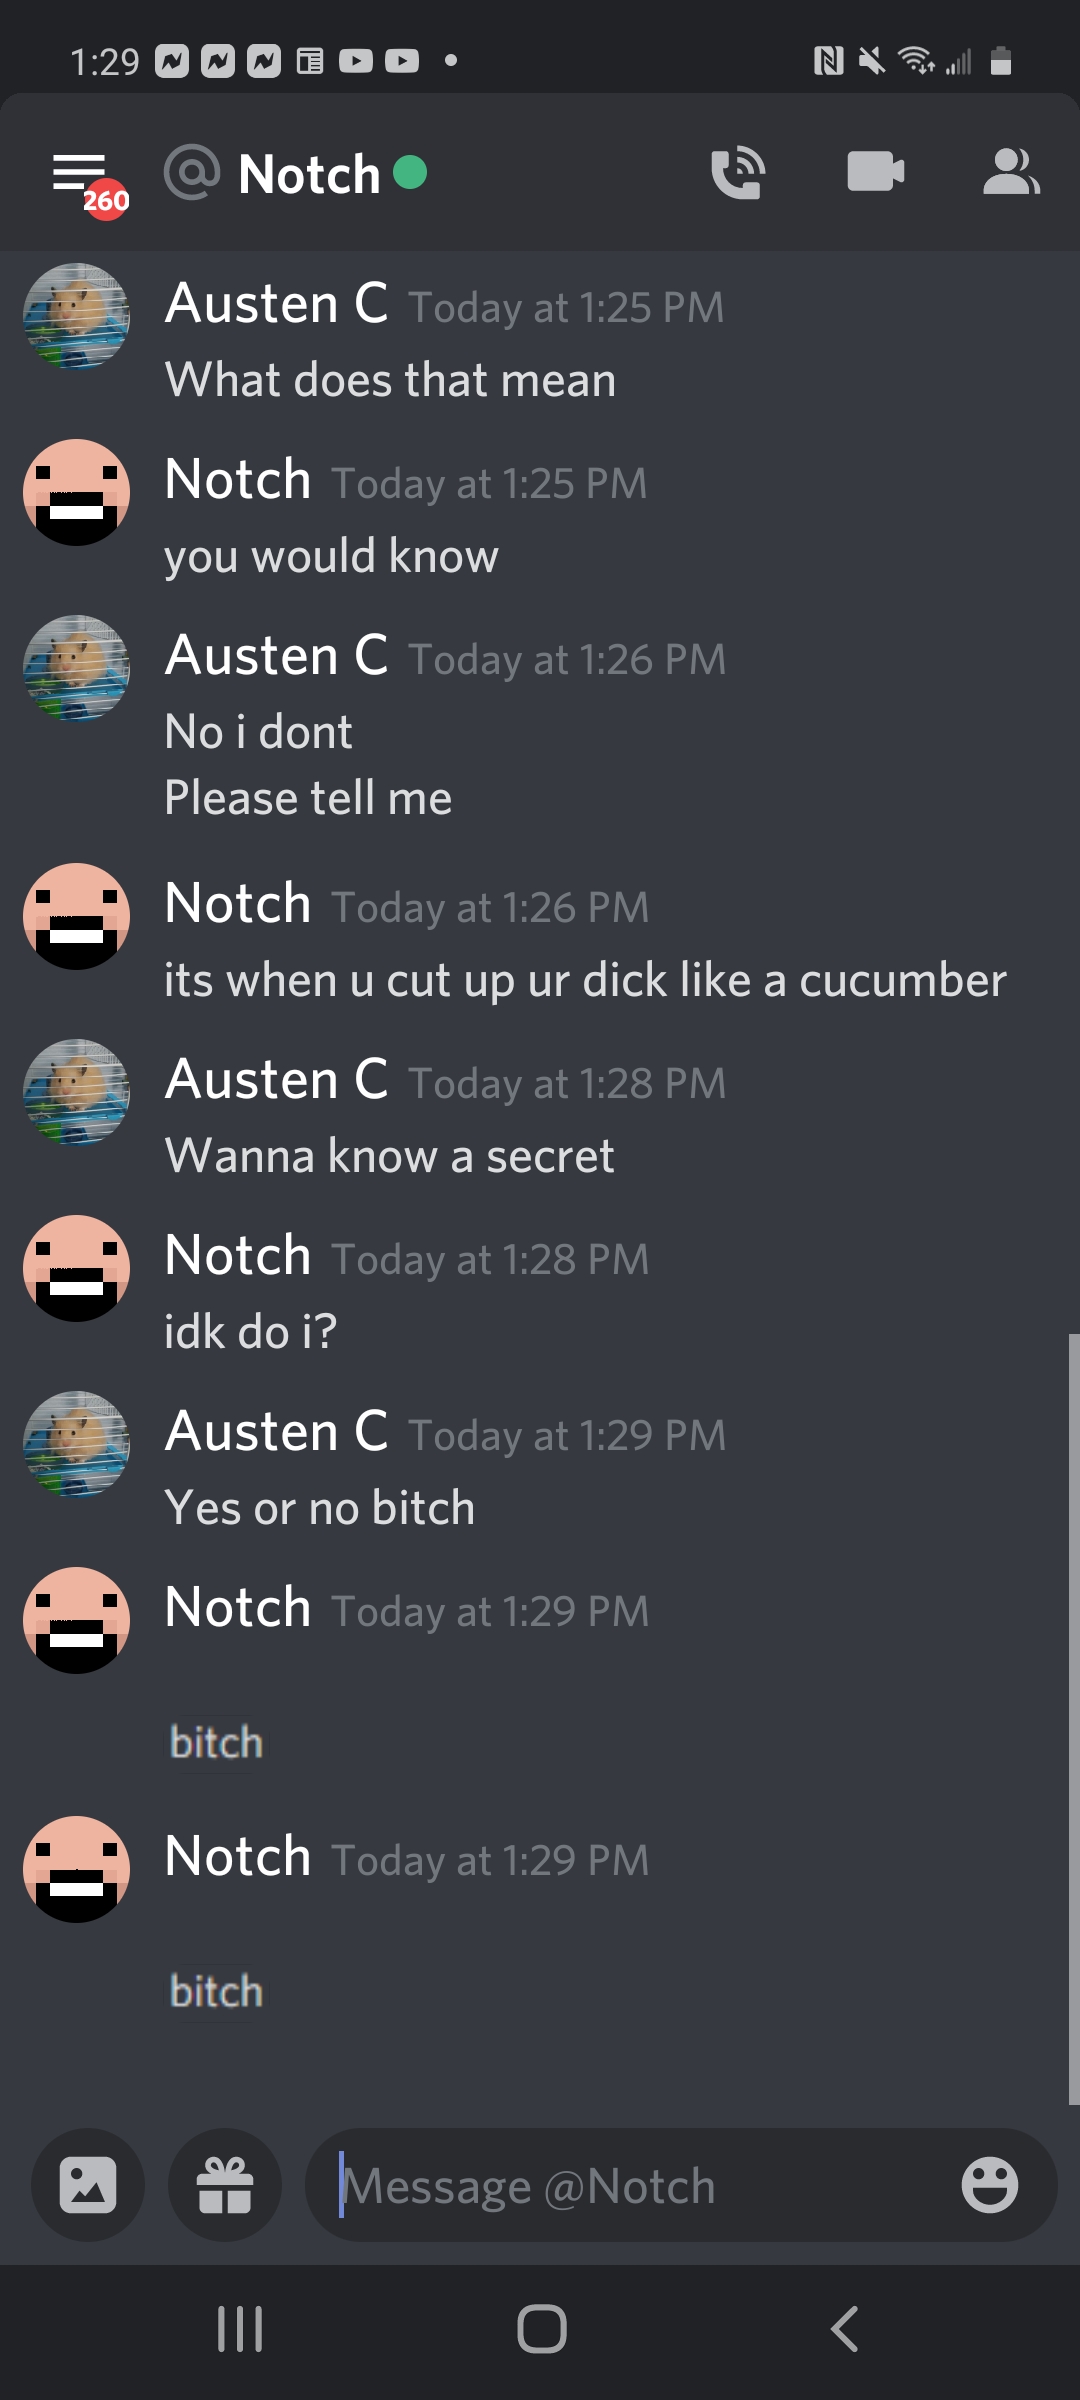 1:29
260
@ Notch
Austen C Today at 1:25 PM
What does that mean
Notch Today at 1:25 PM
you would know
Austen C Today at 1:26 PM
No i dont
Please tell me
Notch Today at 1:26 PM
its when u cut up ur dick like a cucumber
Austen C Today at 1:28 PM
Wanna know a secret
Notch Today at 1:28 PM
idk do i?
Austen C Today at 1:29 PM
Yes or no bitch
Notch Today at 1:29 PM
bitch
Notch Today at 1:29 PM
bitch
Message @Notch